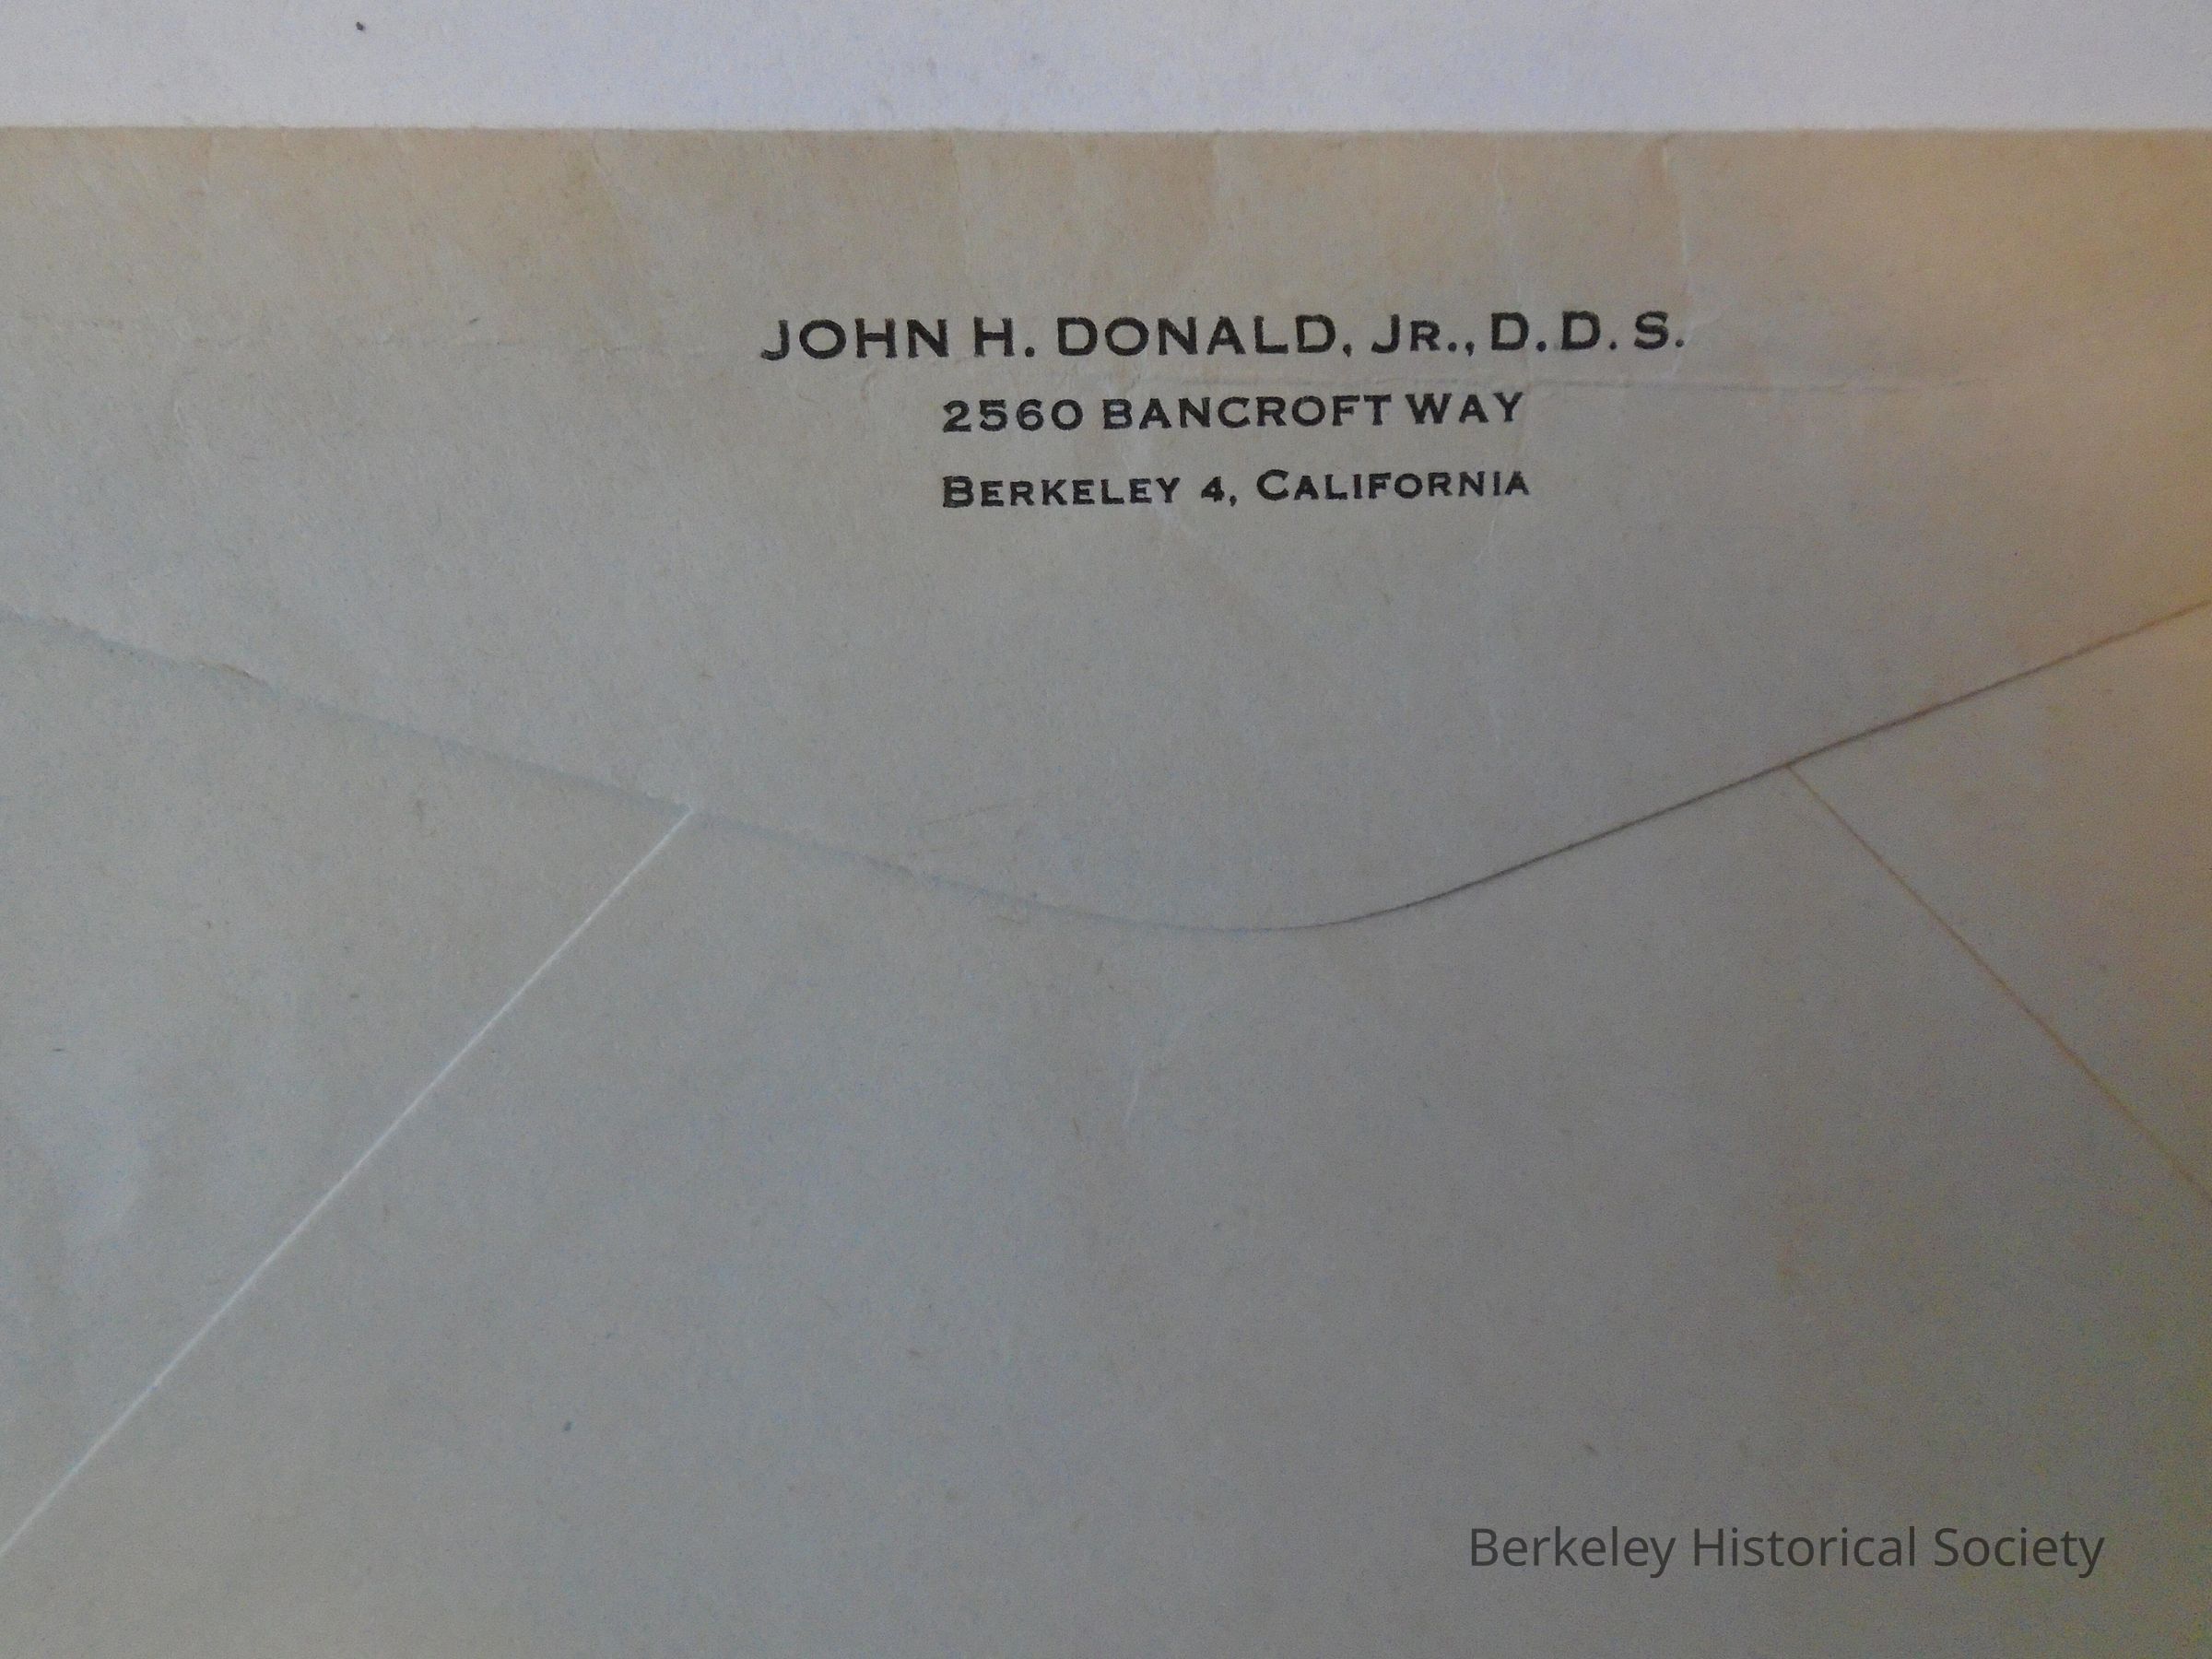 JOHN H. DONALD, JR., D. D. S.
2560 BANCROFT WAY
BERKELEY 4, CALIFORNIA
Berkeley Historical Society